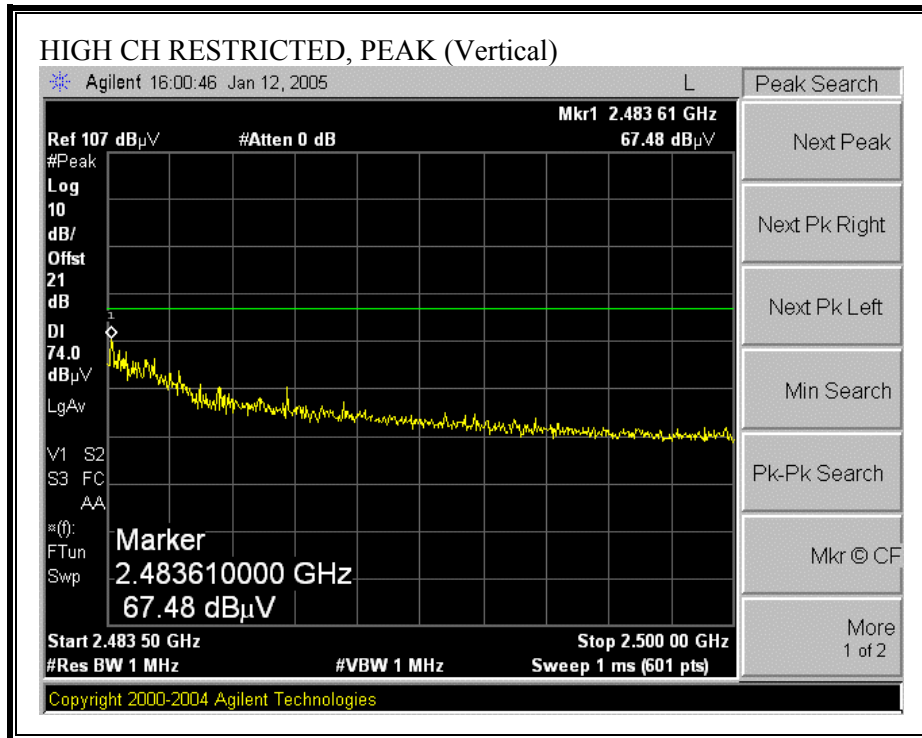 HIGH CH RESTRICTED, PEAK (Vertical)
Agilent 16:00:46 Jan 12, 2005 L
Peak Search
Mkr1 2.483 61 GHz
Ref 107 dBμV #Atten 0 dB 67.48 dBμV
#Peak
Log
10
dB/
Offst
21
dB
DI
74.0
dBμV
LgAv
V1 S2
S3 FC
AA
¤(f):
FTun
Swp
1
Marker
2.483610000 GHz
67.48 dBμV
Start 2.483 50 GHz Stop 2.500 00 GHz
#Res BW 1 MHz #VBW 1 MHz Sweep 1 ms (601 pts)
Next Peak
Next Pk Right
Next Pk Left
Min Search
Pk-Pk Search
Mkr © CF
More
1 of 2
Copyright 2000-2004 Agilent Technologies